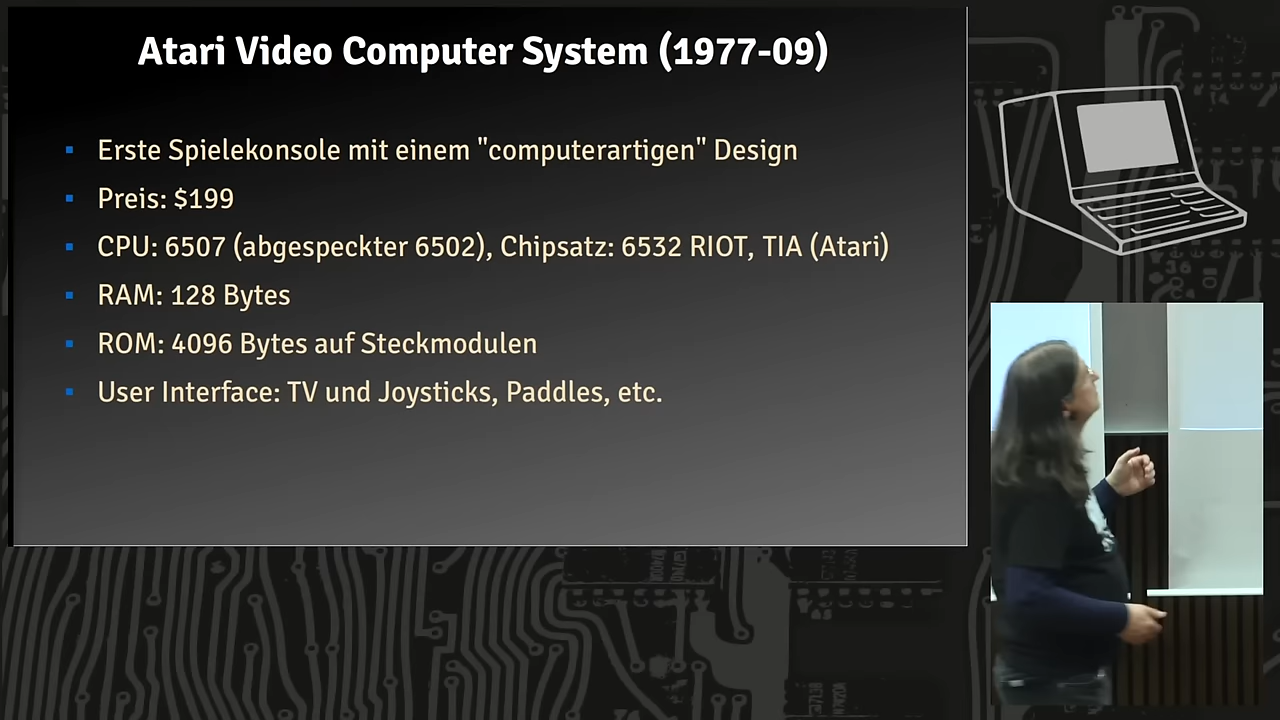 Atari Video Computer System (1977-09)
Erste Spielekonsole mit einem "computerartigen" Design
Preis: $199
CPU: 6507 (abgespeckter 6502), Chipsatz: 6532 RIOT, TIA (Atari)
RAM: 128 Bytes
ROM: 4096 Bytes auf Steckmodulen
User Interface: TV und Joysticks, Paddles, etc.